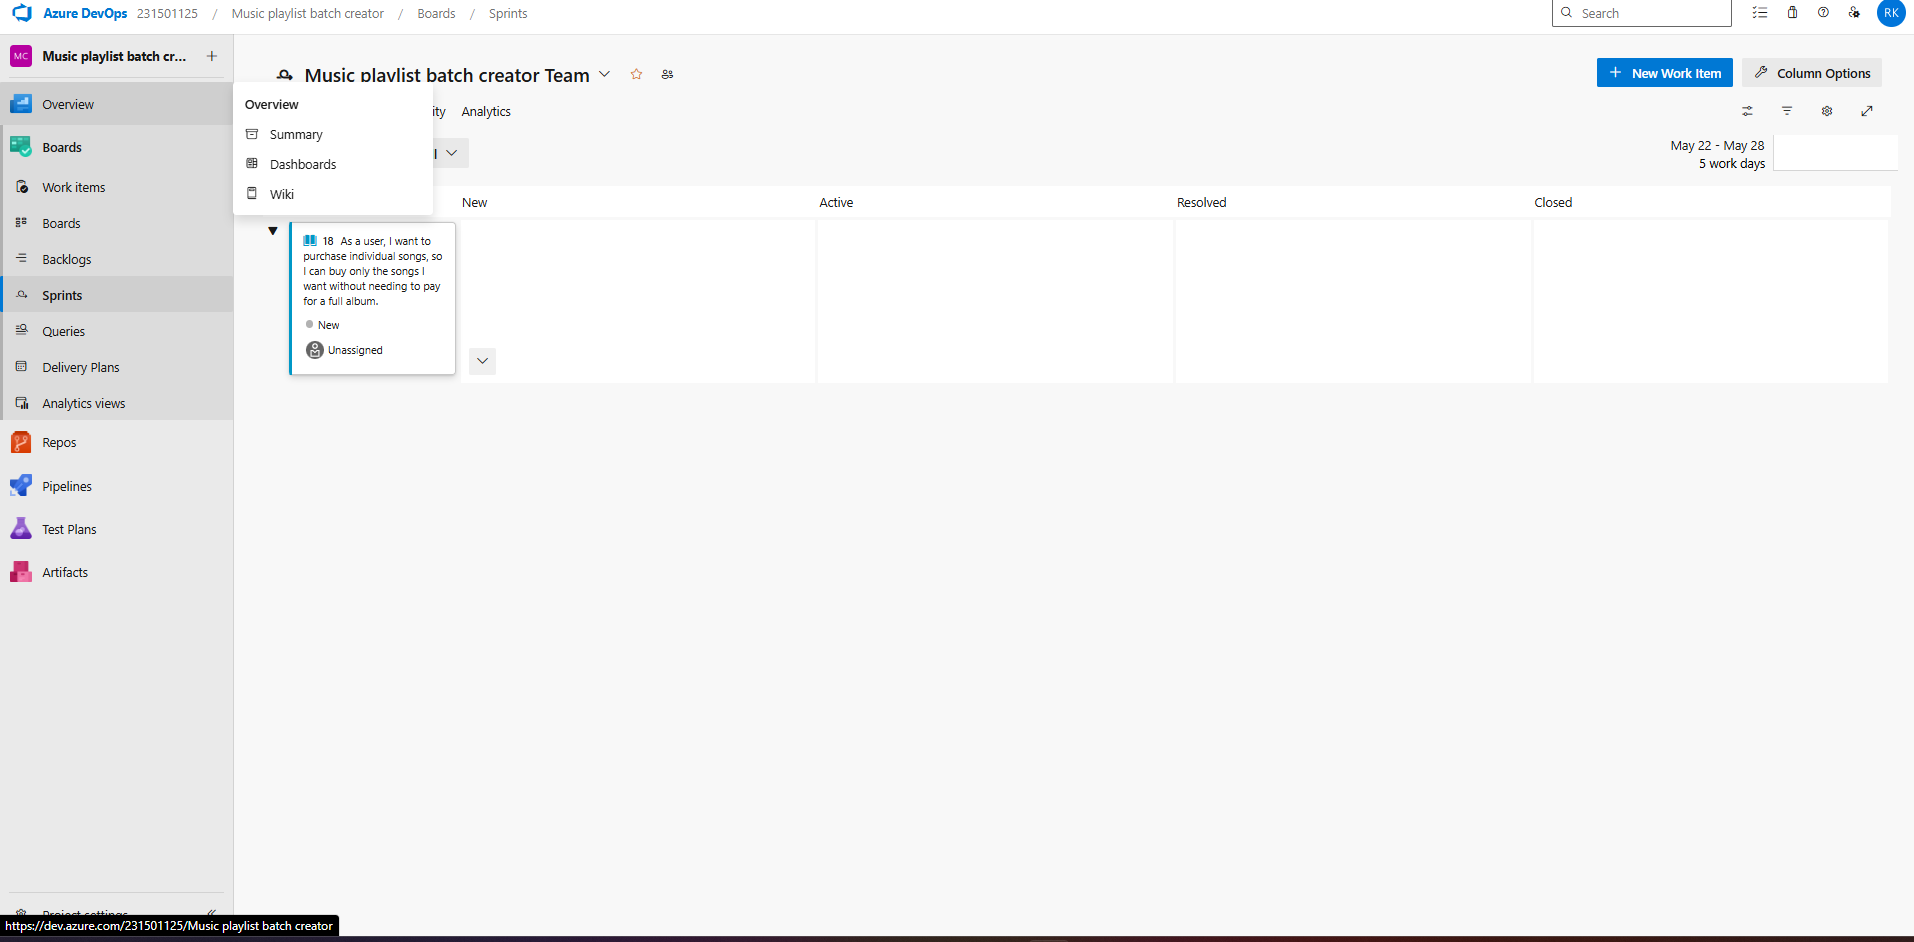 Azure DevOps 231501125 / Music playlist batch creator / Boards / Sprints
Search
RK
MC Music playlist batch cr... +
Music playlist batch creator Team
New Work Item
Column Options
Overview
Overview
Summary
Dashboards
Wiki
ity Analytics
May 22 - May 28
5 work days
Boards
Work items
Boards
Backlogs
Sprints
Queries
Delivery Plans
Analytics views
Repos
Pipelines
Test Plans
Artifacts
New Active Resolved Closed
18 As a user, I want to
purchase individual songs, so
I can buy only the songs I
want without needing to pay
for a full album.
New
Unassigned
Project settings
https://dev.azure.com/231501125/Music playlist batch creator